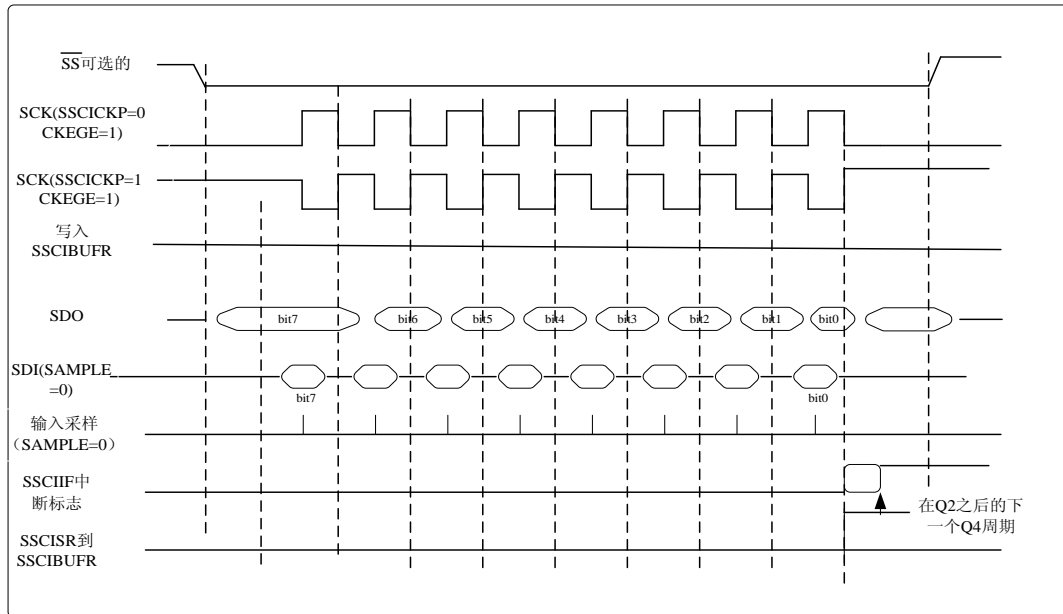 SS可选的
SCK(SSCICKP=0
CKEGE=1)
SCK(SSCICKP=1
CKEGE=1)
写入
SSCIBUFR
SDO
bit7
bit6
bit5
bit4
bit3
bit2
bit1
bit0
SDI(SAMPLE
=0)
bit7
bit0
输入采样
（SAMPLE=0）
SSCIIF中
断标志
在Q2之后的下
一个Q4周期
SSCISR到
SSCIBUFR